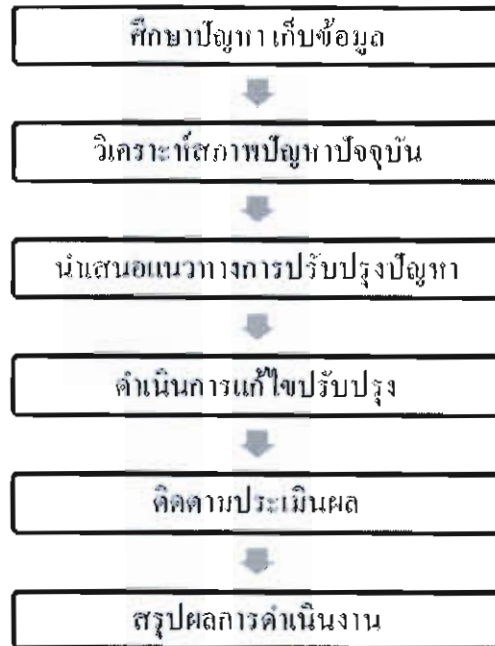 ศึกษาปัญหา เก็บข้อมูล
วิเคราะห์สภาพปัญหาปัจจุบัน
นำเสนอแนวทางการปรับปรุงปัญหา
ดำเนินการแก้ไขปรับปรุง
ติดตามประเมินผล
สรุปผลการดำเนินงาน